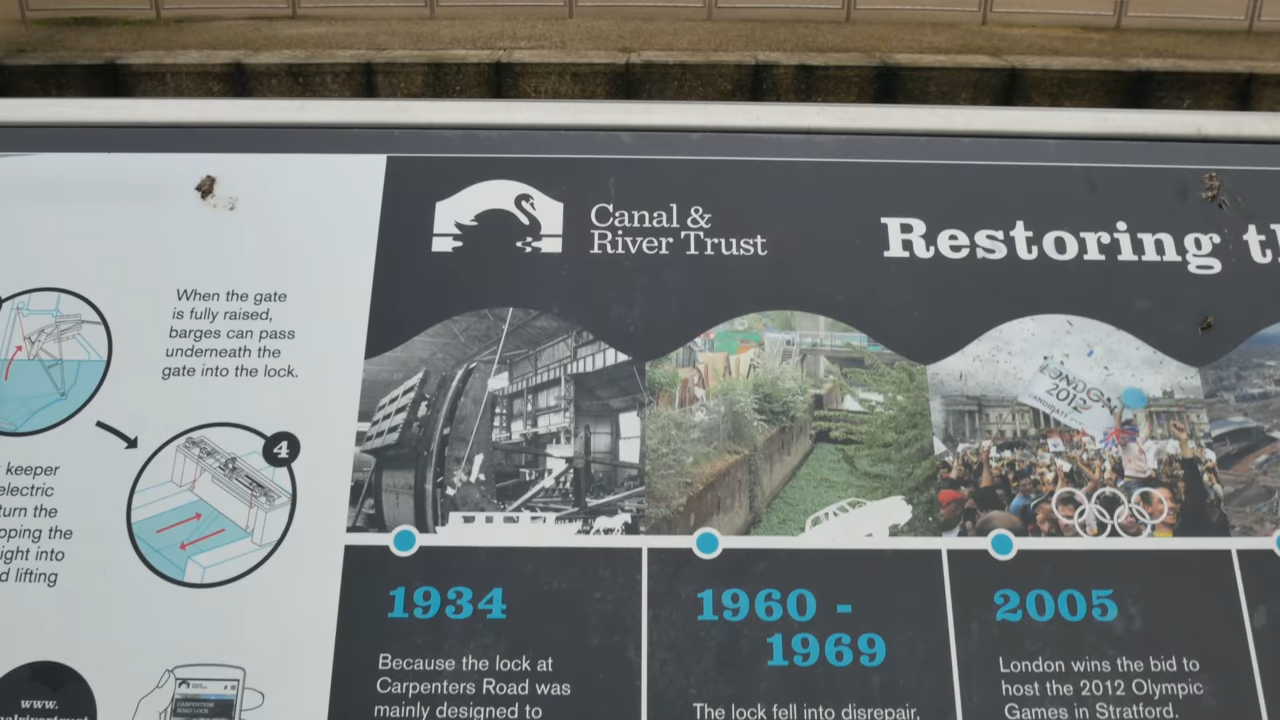 Canal &
River Trust
Restoring
When the gate
is fully raised,
barges can pass
underneath the
gate into the lock.
4
keeper
electric
turn the
ight into
lifting
www.
LONDON
2012
CANDIDATE
1934
Because the lock at
Carpenters Road was
mainly designed to
1960 -
1969
The lock fell into disrepair,
2005
London wins the bid to
host the 2012 Olympic
Games in Stratford.